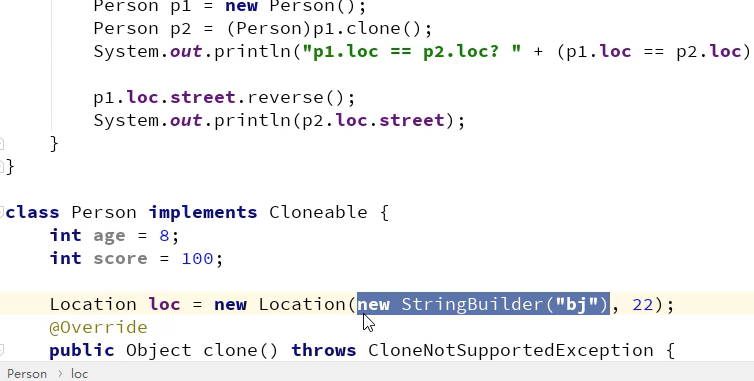 Person p1 = new Person();
Person p2 = (Person)p1.clone();
System.out.println("p1.loc == p2.loc? " + (p1.loc == p2.loc)
p1.loc.street.reverse();
System.out.println(p2.loc.street);
}
}
class Person implements Cloneable {
int age = 8;
int score = 100;
Location loc = new Location(new StringBuilder("bj"), 22);
@Override
public Object clone() throws CloneNotSupportedException {
Person > loc